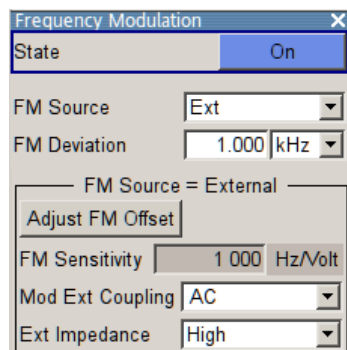 Frequency Modulation X
State On
FM Source Ext
FM Deviation 1.000 kHz
FM Source = External
Adjust FM Offset
FM Sensitivity 1 000 Hz/Volt
Mod Ext Coupling AC
Ext Impedance High